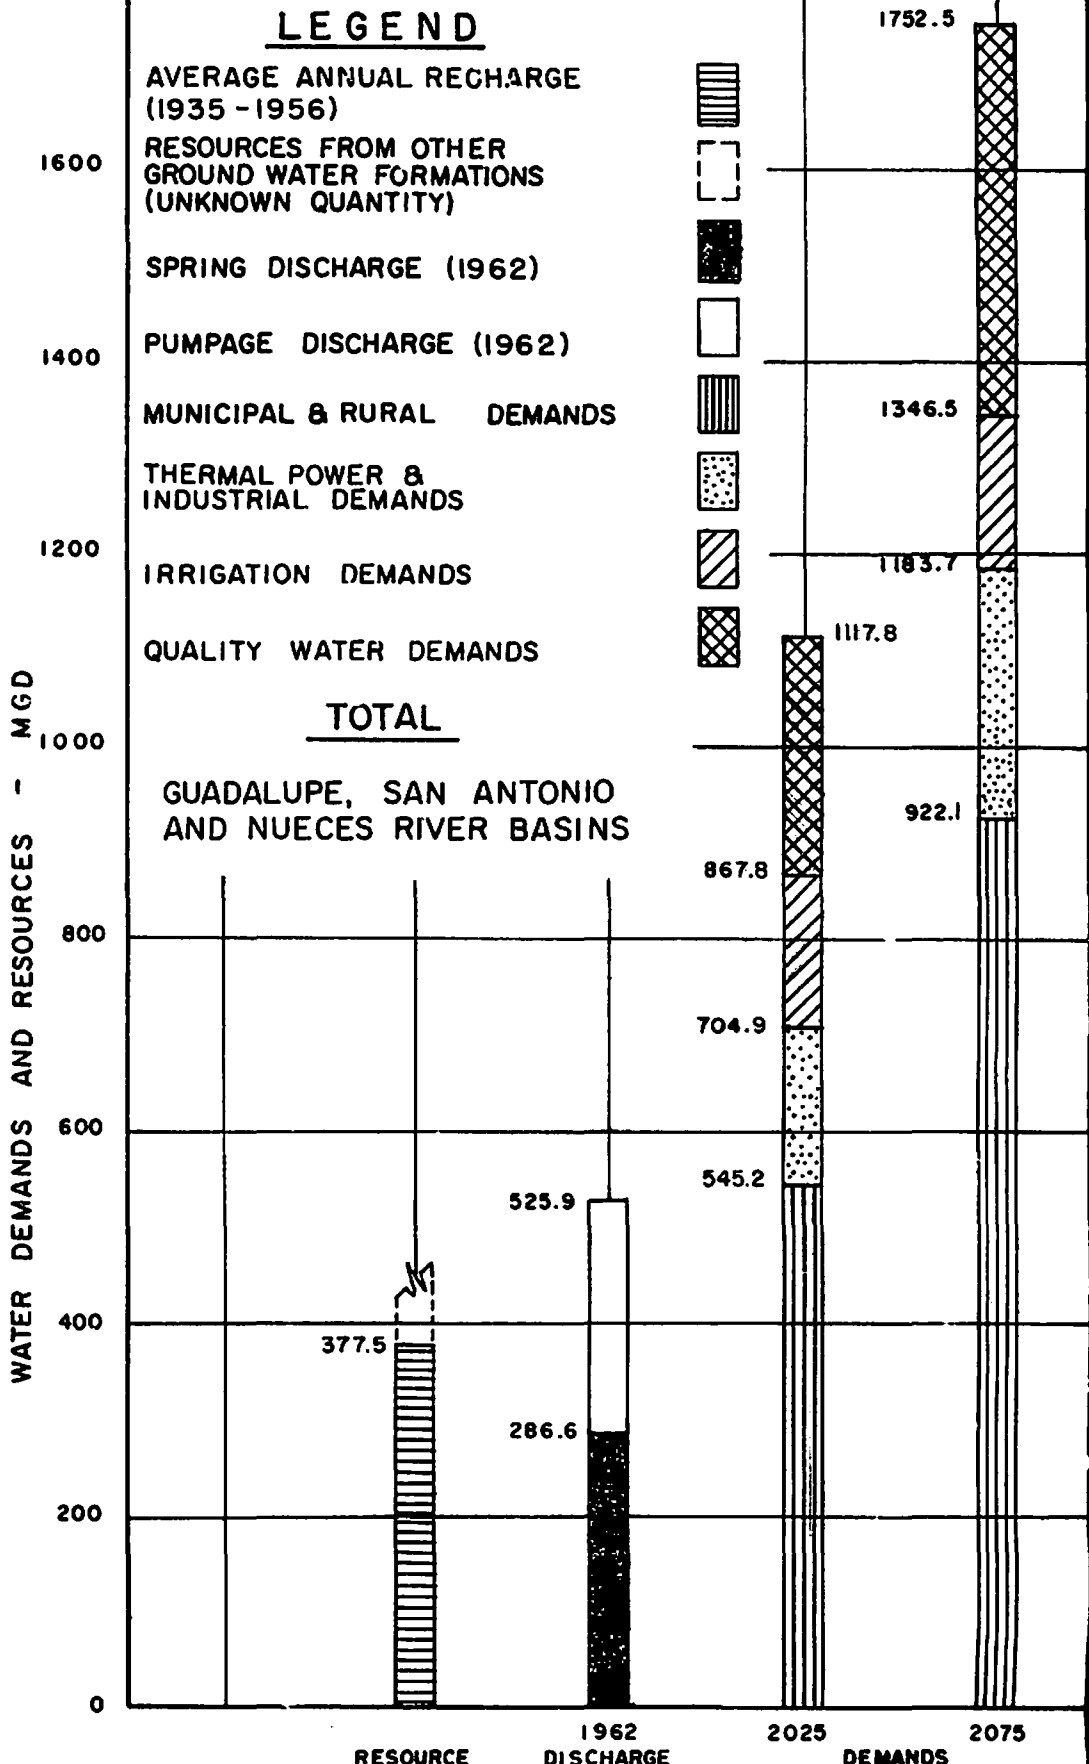 LEGEND
AVERAGE ANNUAL RECHARGE
(1935-1956)
RESOURCES FROM OTHER
GROUND WATER FORMATIONS
(UNKNOWN QUANTITY)
SPRING DISCHARGE (1962)
PUMPAGE DISCHARGE (1962)
MUNICIPAL & RURAL DEMANDS
THERMAL POWER &
INDUSTRIAL DEMANDS
IRRIGATION DEMANDS
QUALITY WATER DEMANDS
TOTAL
GUADALUPE, SAN ANTONIO
AND NUECES RIVER BASINS
WATER DEMANDS AND RESOURCES - MGD
1600
1400
1200
1000
800
600
400
200
0
377.5
525.9
286.6
1117.8
867.8
704.9
545.2
1752.5
1346.5
1183.7
922.1
RESOURCE
1962
DISCHARGE
2025 2075
DEMANDS